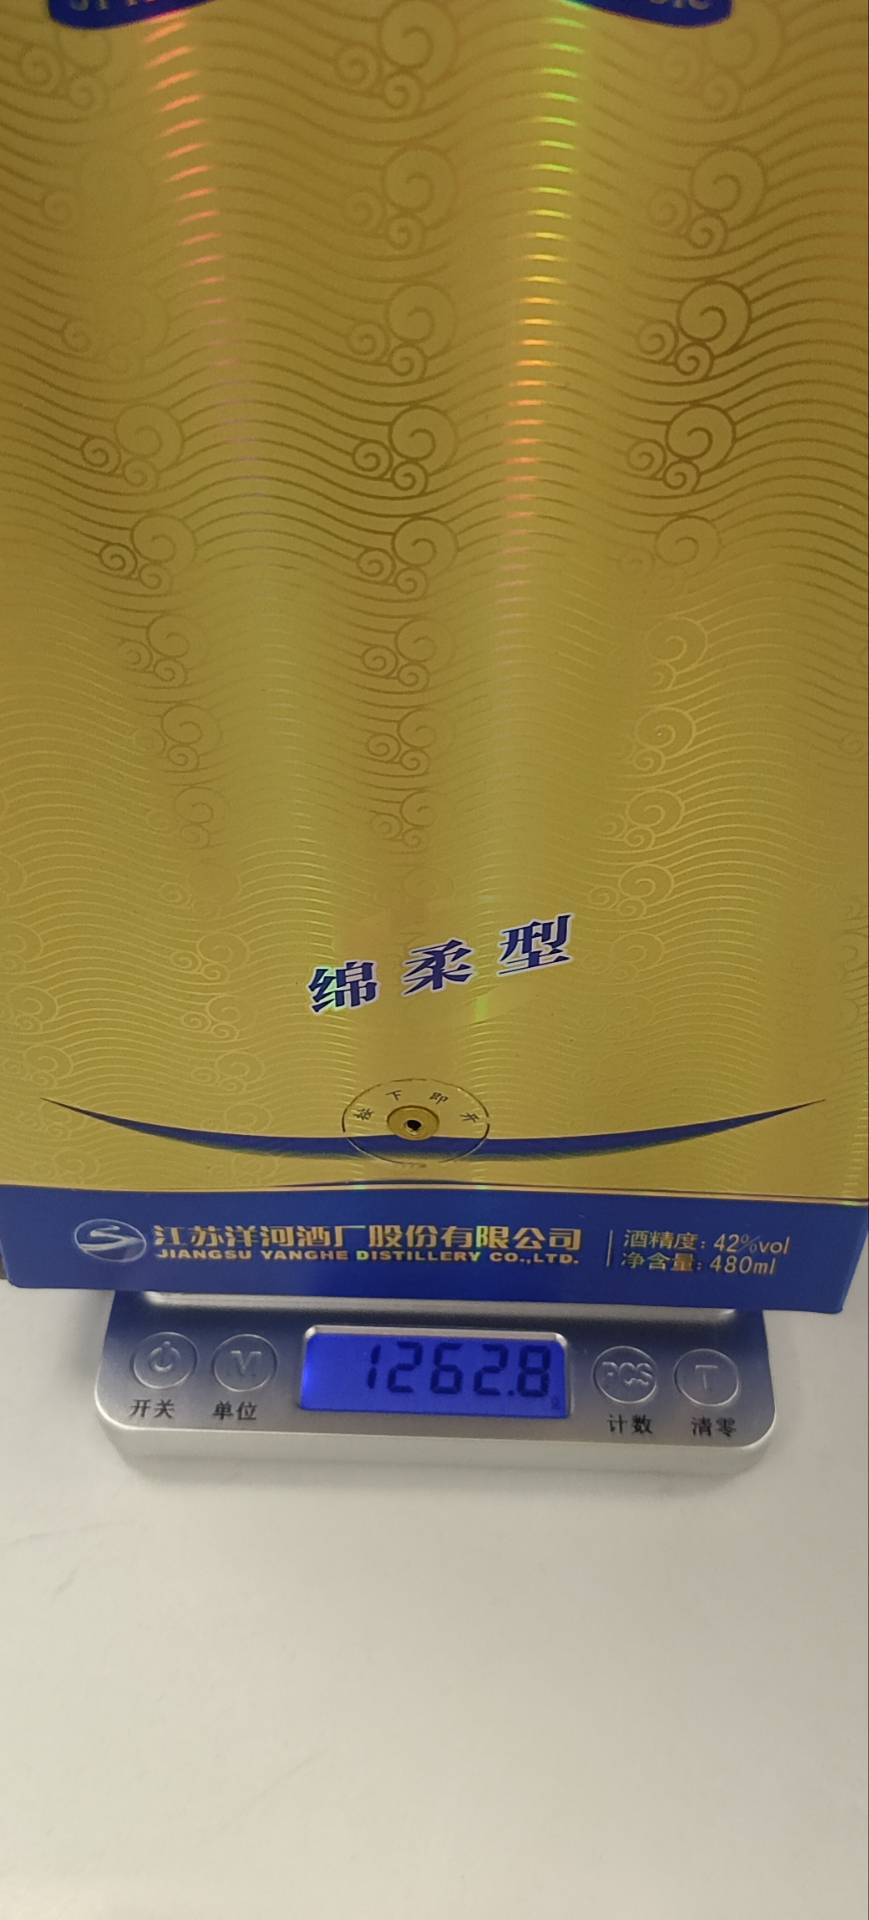 绵柔型
按下即开
江苏洋河酒厂股份有限公司
JIANGSU YANGHE DISTILLERY CO.,LTD.
酒精度: 42%vol
净含量: 480ml
1262.8
M
PCS
T
开关
单位
计数
清零